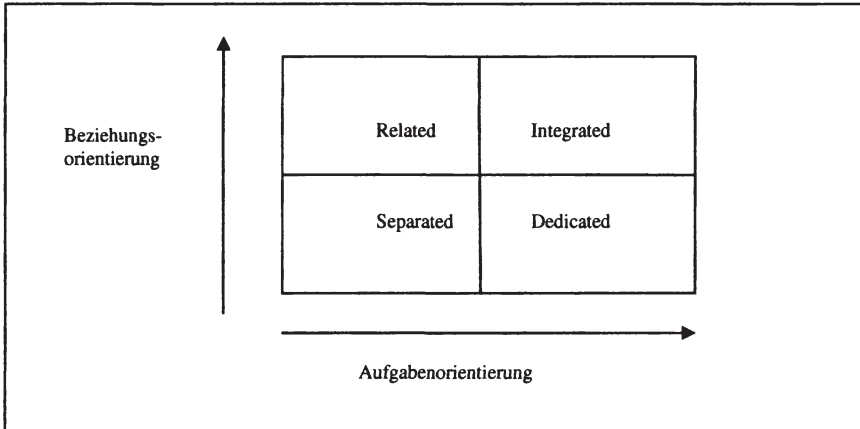 Beziehungs-
orientierung
Related
Integrated
Separated
Dedicated
Aufgabenorientierung